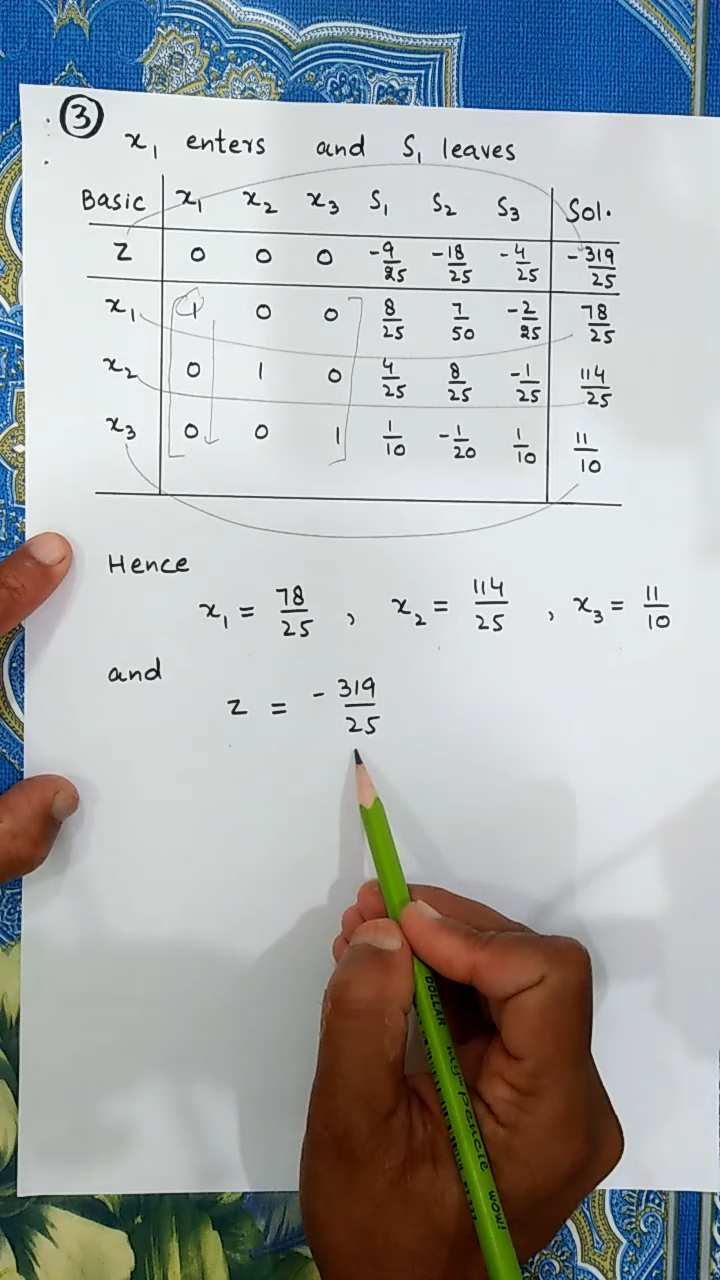 ③
x₁ enters and S₁ leaves
Basic x₁ x₂ x₃ S₁ S₂ S₃ Sol.
Z 0 0 0 -9/25 -18/25 -4/25 -319/25
x₁ 1 0 0 8/25 7/50 -2/25 78/25
x₂ 0 1 0 4/25 8/25 -1/25 114/25
x₃ 0 0 1 1/10 -1/20 1/10 11/10
Hence
x₁ = 78/25 , x₂ = 114/25 , x₃ = 11/10
and
Z = -319/25
DOLLAR my-pencil wow!